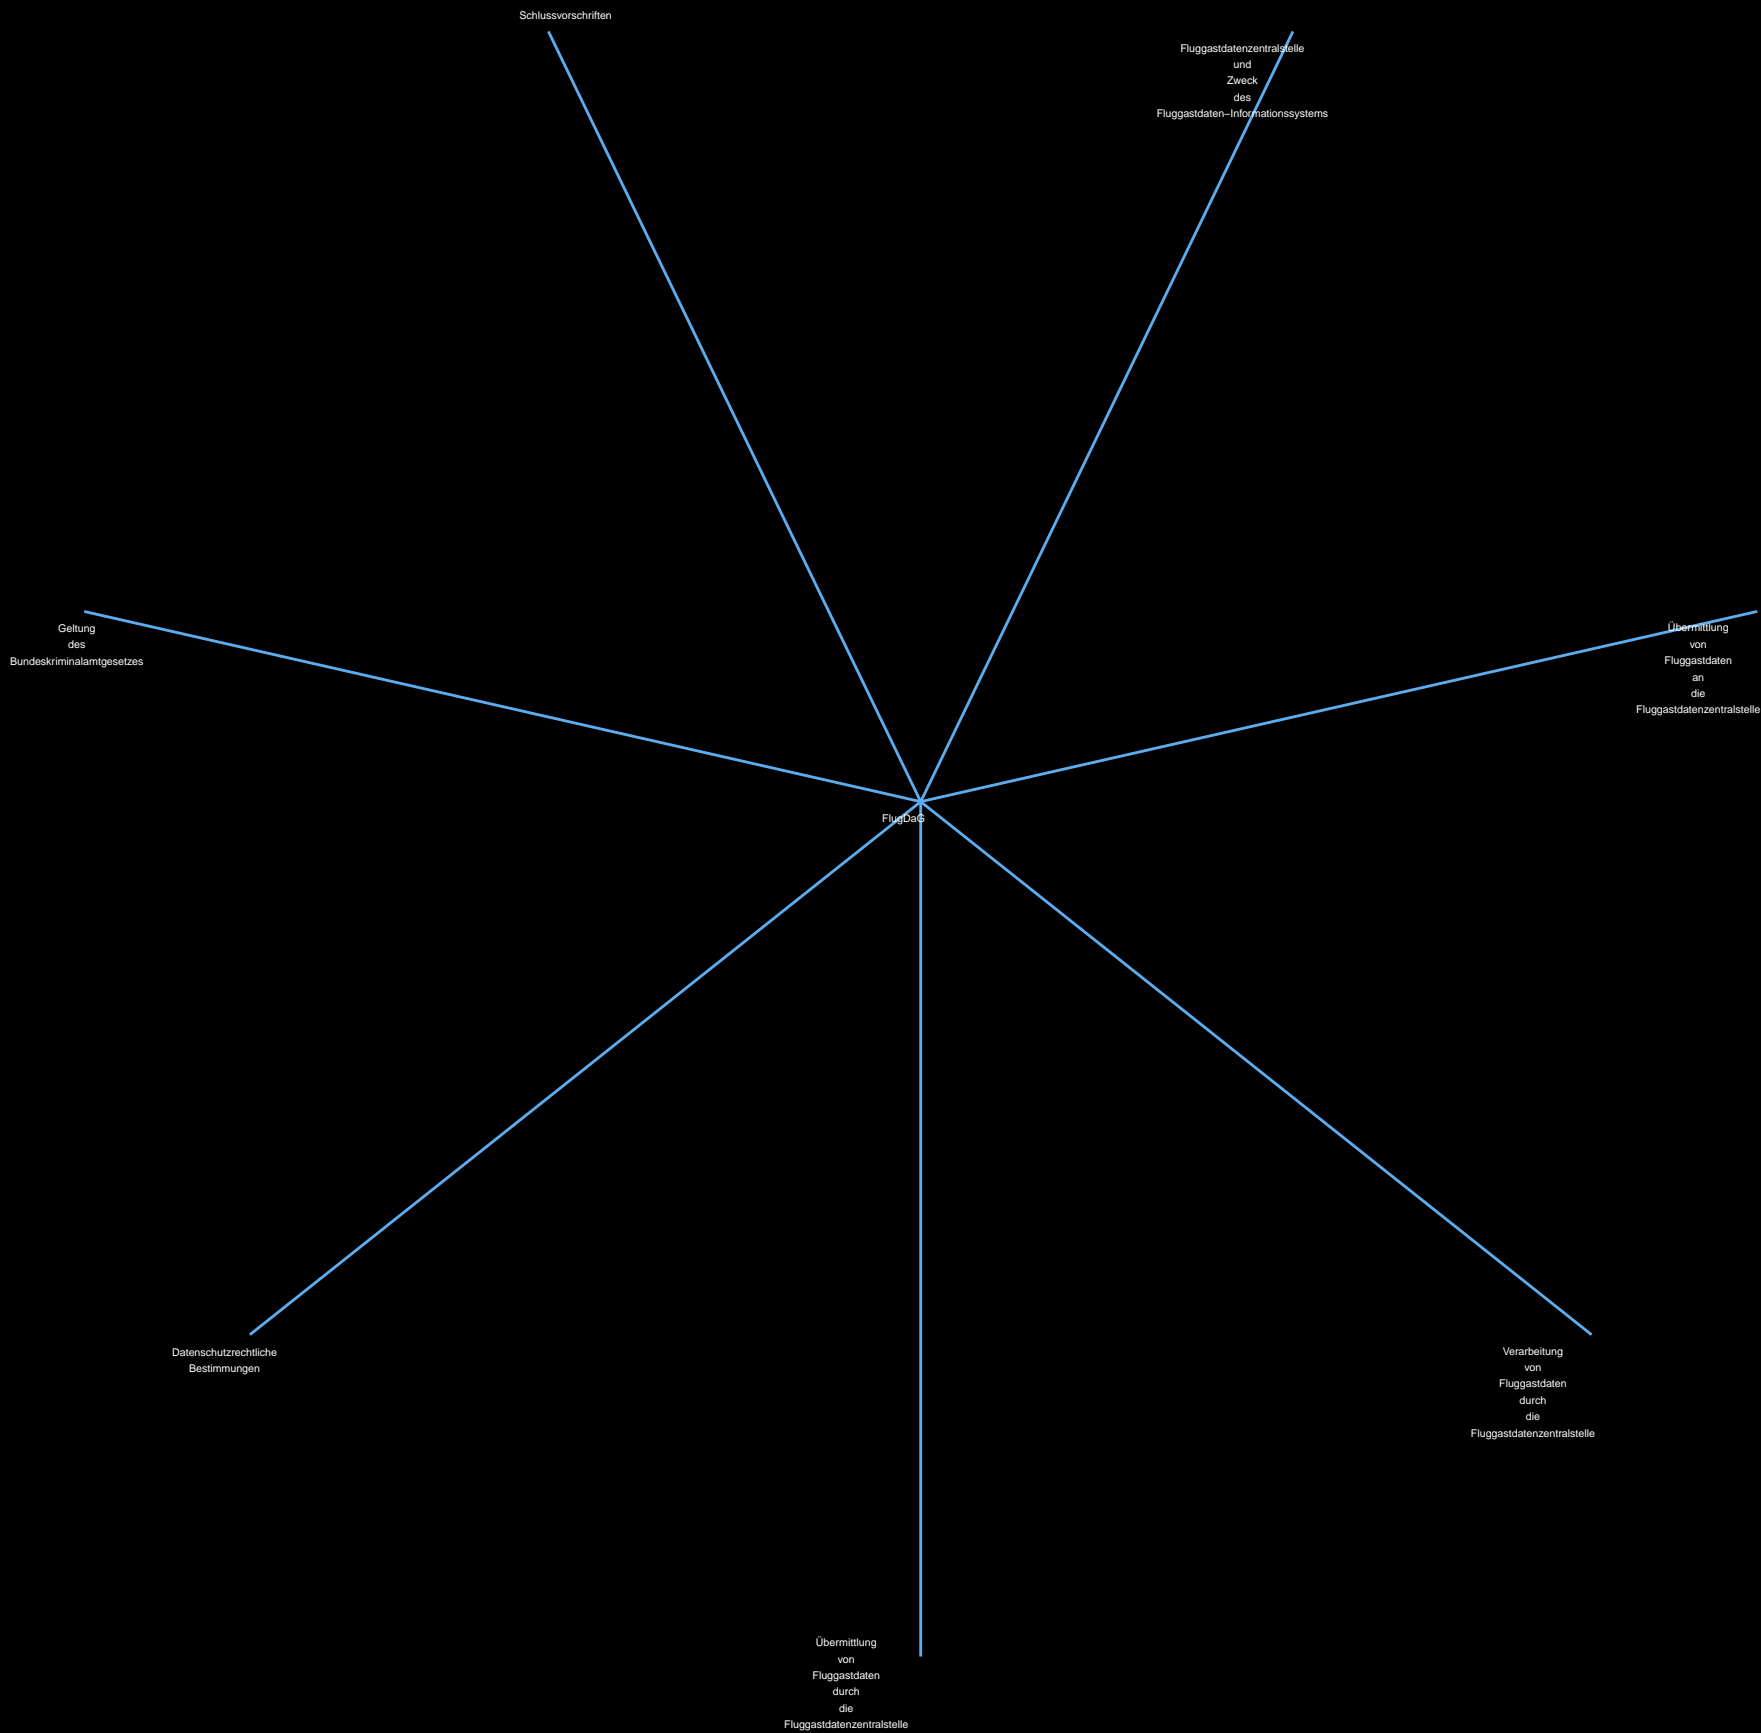 Schlussvorschriften
Fluggastdatenzentralstelle
und
Zweck
des
Fluggastdaten–Informationssystems
Geltung
des
Bundeskriminalamtgesetzes
Übermittlung
von
Fluggastdaten
an
die
Fluggastdatenzentralstelle
FlugDaG
Datenschutzrechtliche
Bestimmungen
Verarbeitung
von
Fluggastdaten
durch
die
Fluggastdatenzentralstelle
Übermittlung
von
Fluggastdaten
durch
die
Fluggastdatenzentralstelle